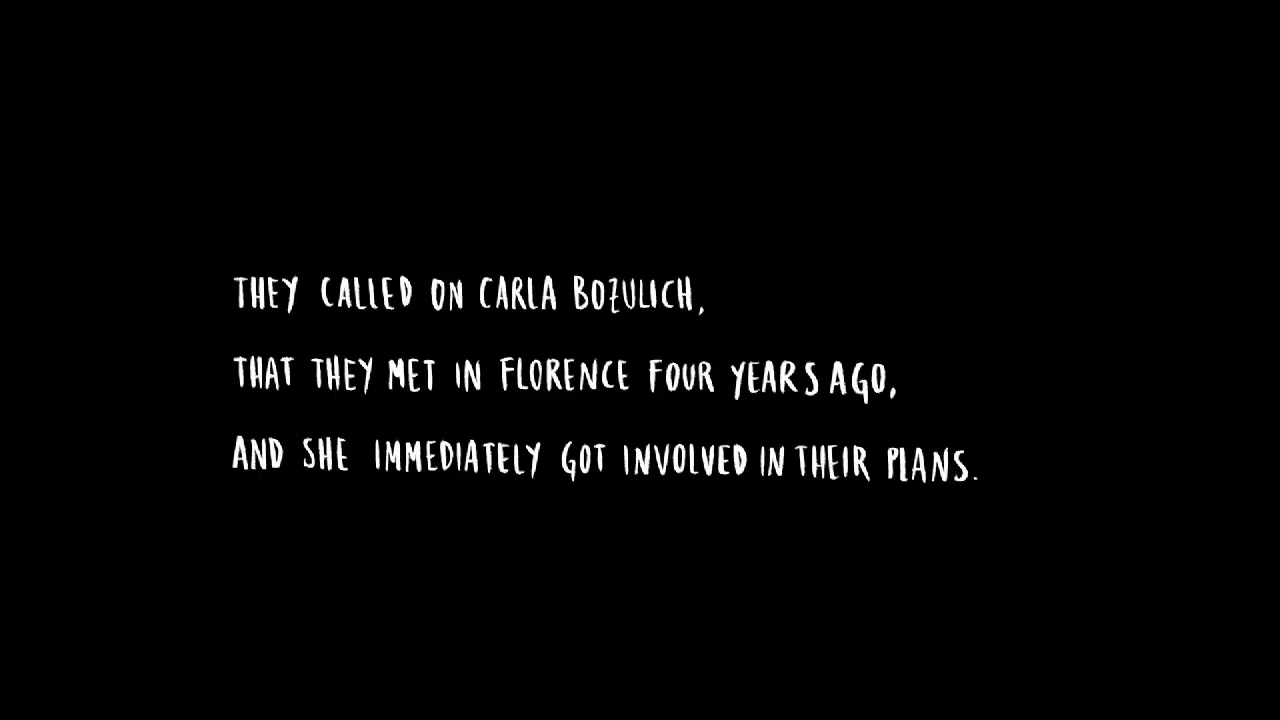 THEY CALLED ON CARLA BOZULICH,
THAT THEY MET IN FLORENCE FOUR YEARS AGO,
AND SHE IMMEDIATELY GOT INVOLVED IN THEIR PLANS.